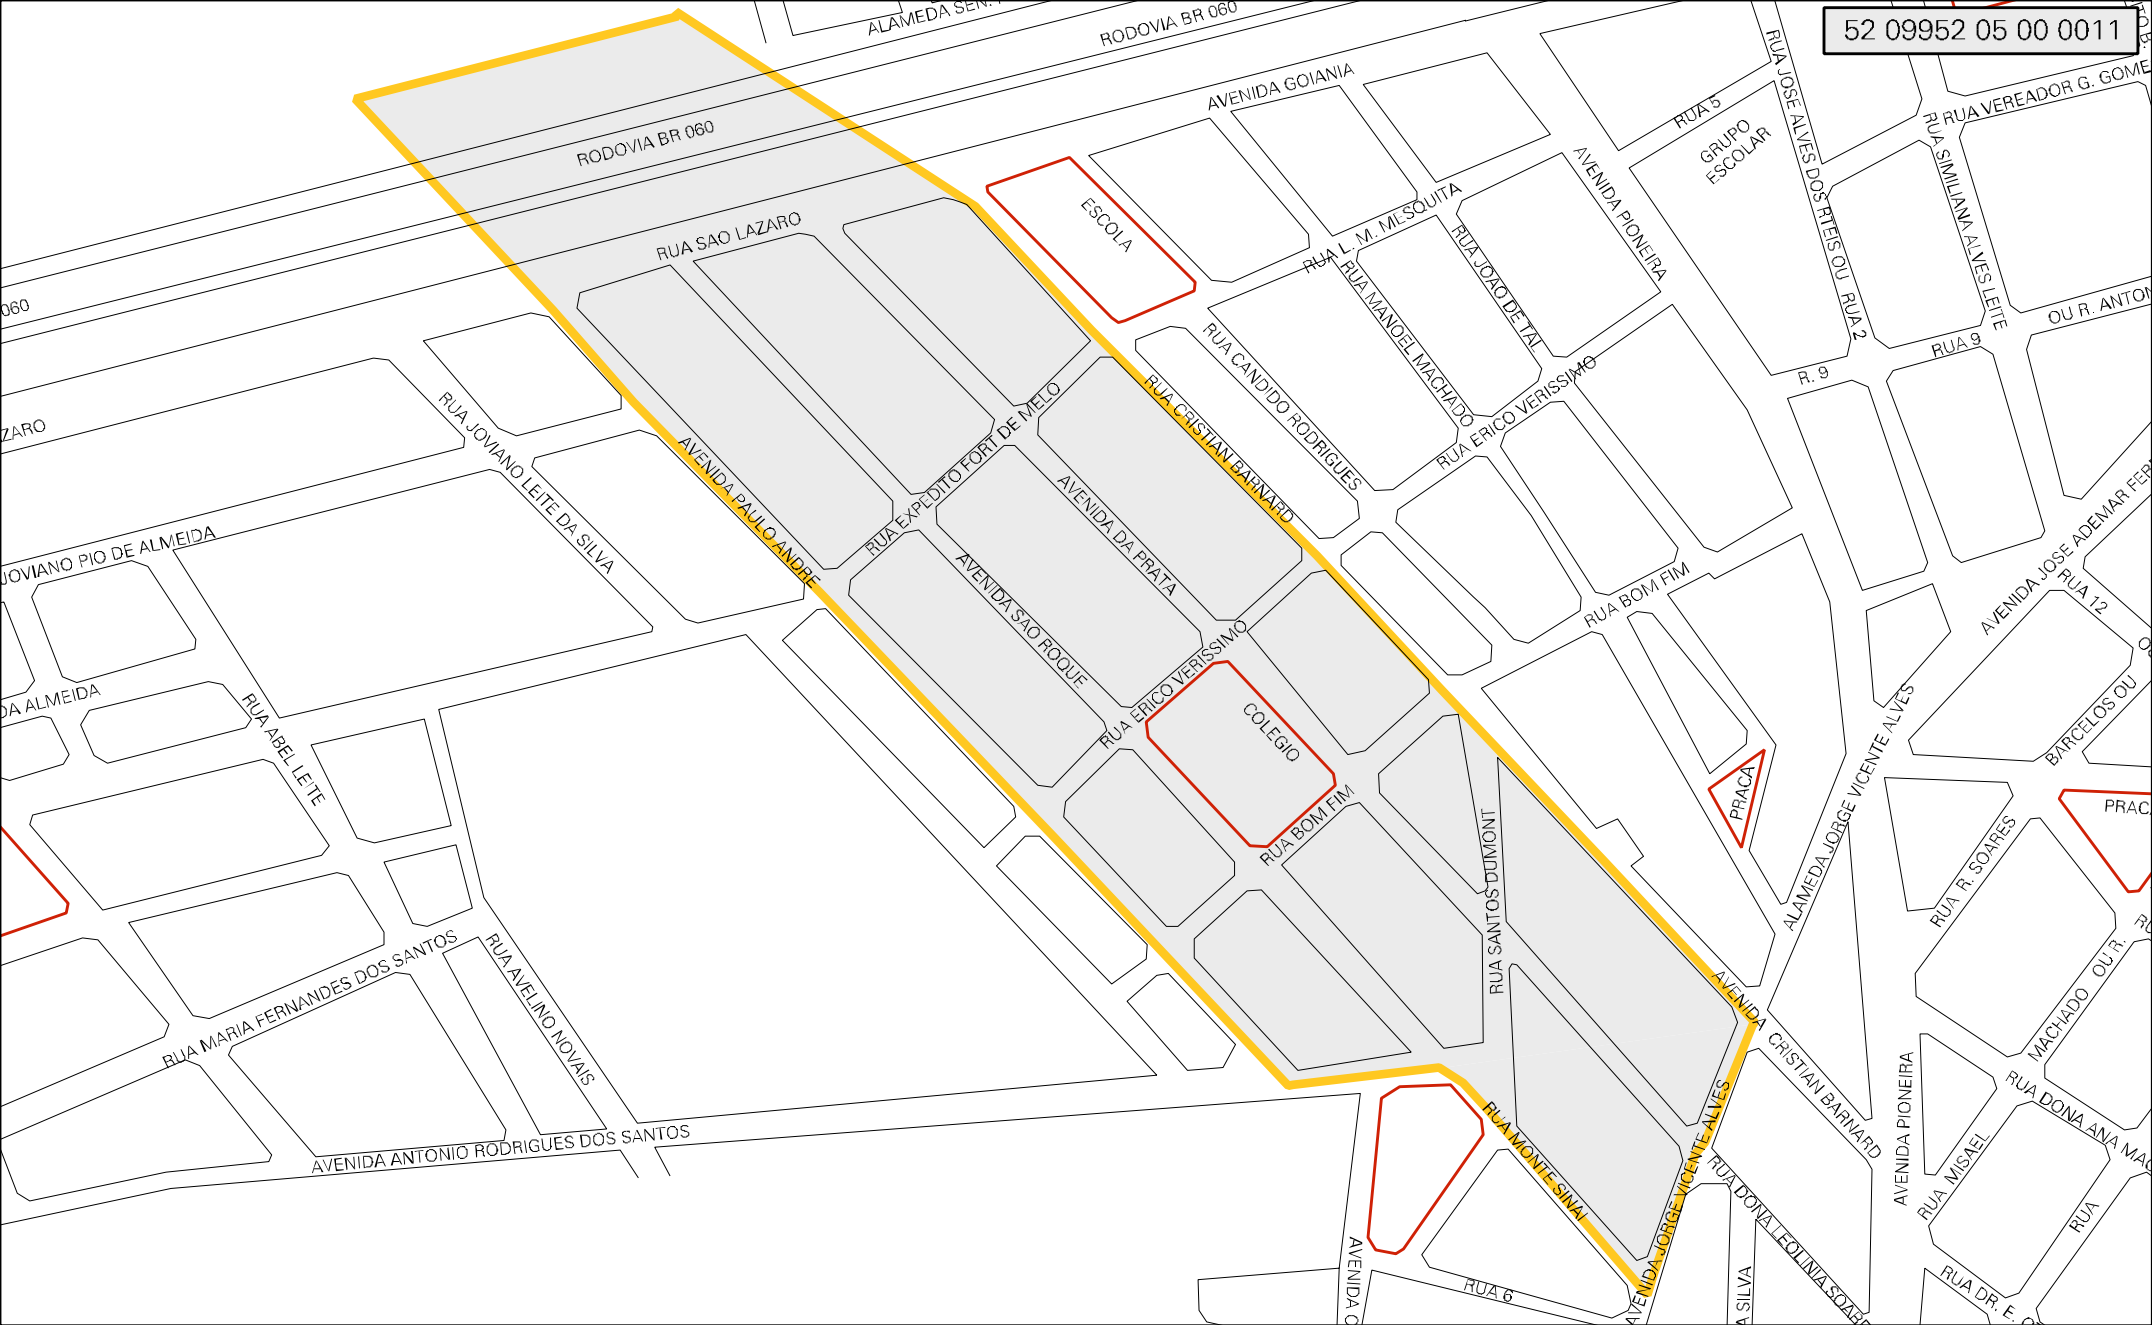 ALAMEDA SEN.
RODOVIA BR 060
52 09952 05 00 0011
RODOVIA BR 060
AVENIDA GOIANIA
RUA 5
GRUPO
ESCOLAR
RUA JOSE ALVES DOS RTEIS OU RUA 2
RUA VEREADOR G. GOME
RUA SIMILIANA ALVES LEITE
AVENIDA PIONEIRA
ESCOLA
RUA SAO LAZARO
RUA L. M. MESQUITA
RUA JOAO DE TAL
RUA MANOEL MACHADO
060
OU R. ANTON
RUA 9
R. 9
RUA CANDIDO RODRIGUES
RUA CRISTIAN BARNARD
RUA ERICO VERISSIMO
RUA EXPEDITO FORT DE MELO
ZARO
RUA JOVIANO LEITE DA SILVA
AVENIDA PAULO ANDRE
AVENIDA DA PRATA
AVENIDA SAO ROQUE
JOVIANO PIO DE ALMEIDA
AVENIDA JOSE ADEMAR FER
RUA 12
RUA BOM FIM
RUA ERICO VERISSIMO
COLEGIO
DA ALMEIDA
RUA ABEL LEITE
BARCELOS OU
PRACA
PRAC
ALAMEDA JORGE VICENTE ALVES
RUA BOM FIM
RUA SANTOS DUMONT
RUA R. SOARES
RUA MARIA FERNANDES DOS SANTOS
RUA AVELINO NOVAIS
MACHADO OU R.
AVENIDA CRISTIAN BARNARD
AVENIDA PIONEIRA
RUA DONA ANA MAC
RUA MISAEL
RUA
AVENIDA ANTONIO RODRIGUES DOS SANTOS
RUA MONTE SINAI
AVENIDA JORGE VICENTE ALVES
RUA DONA LEOLINIA SOAR
AVENIDA
RUA 6
A SILVA
RUA DR. E.